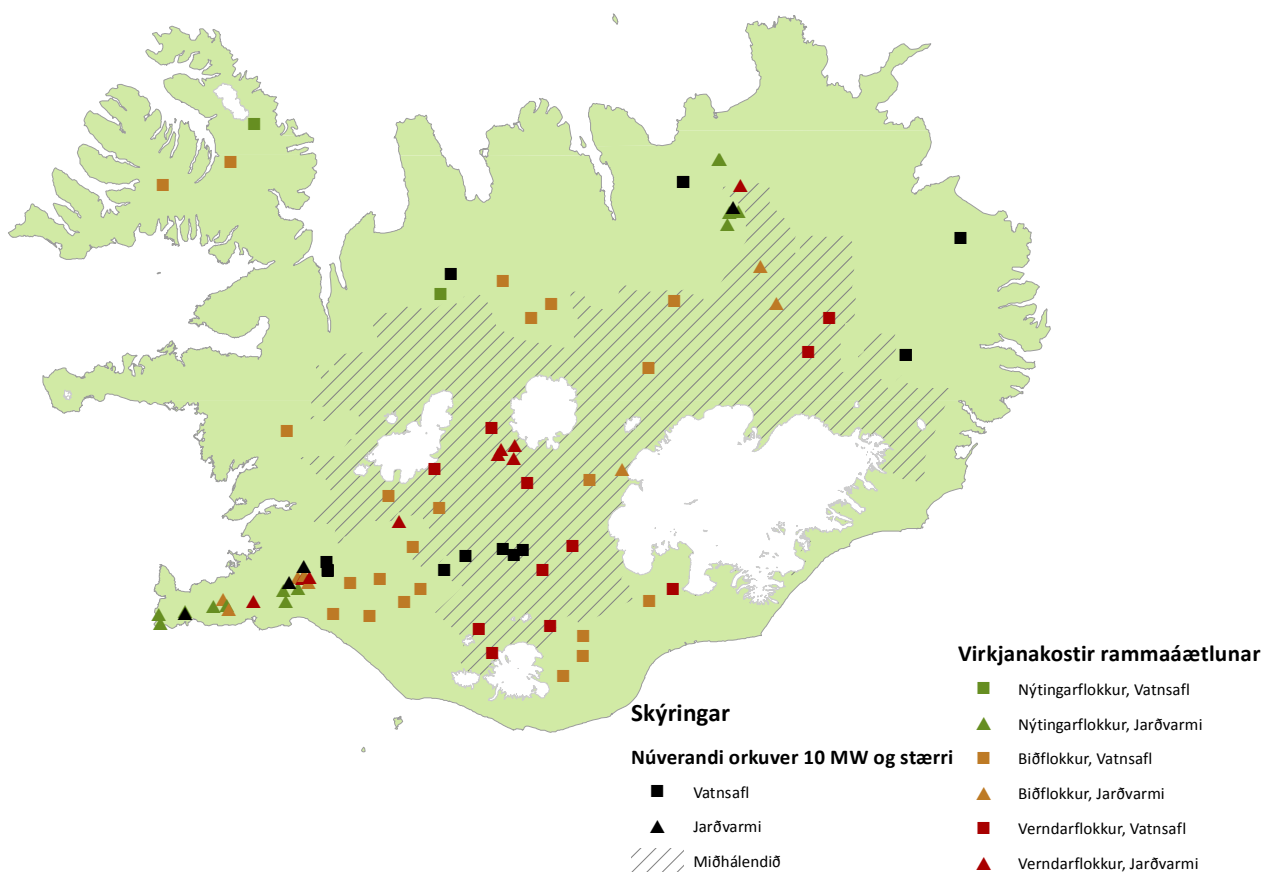 Skýringar
Núverandi orkuver 10 MW og stærri
Vatnsafl
Jarðvarmi
Miðhálendið
Virkjanakostir rammaáætlunar
Nýtingarflokkur, Vatnsafl
Nýtingarflokkur, Jarðvarmi
Biðflokkur, Vatnsafl
Biðflokkur, Jarðvarmi
Verndarflokkur, Vatnsafl
Verndarflokkur, Jarðvarmi